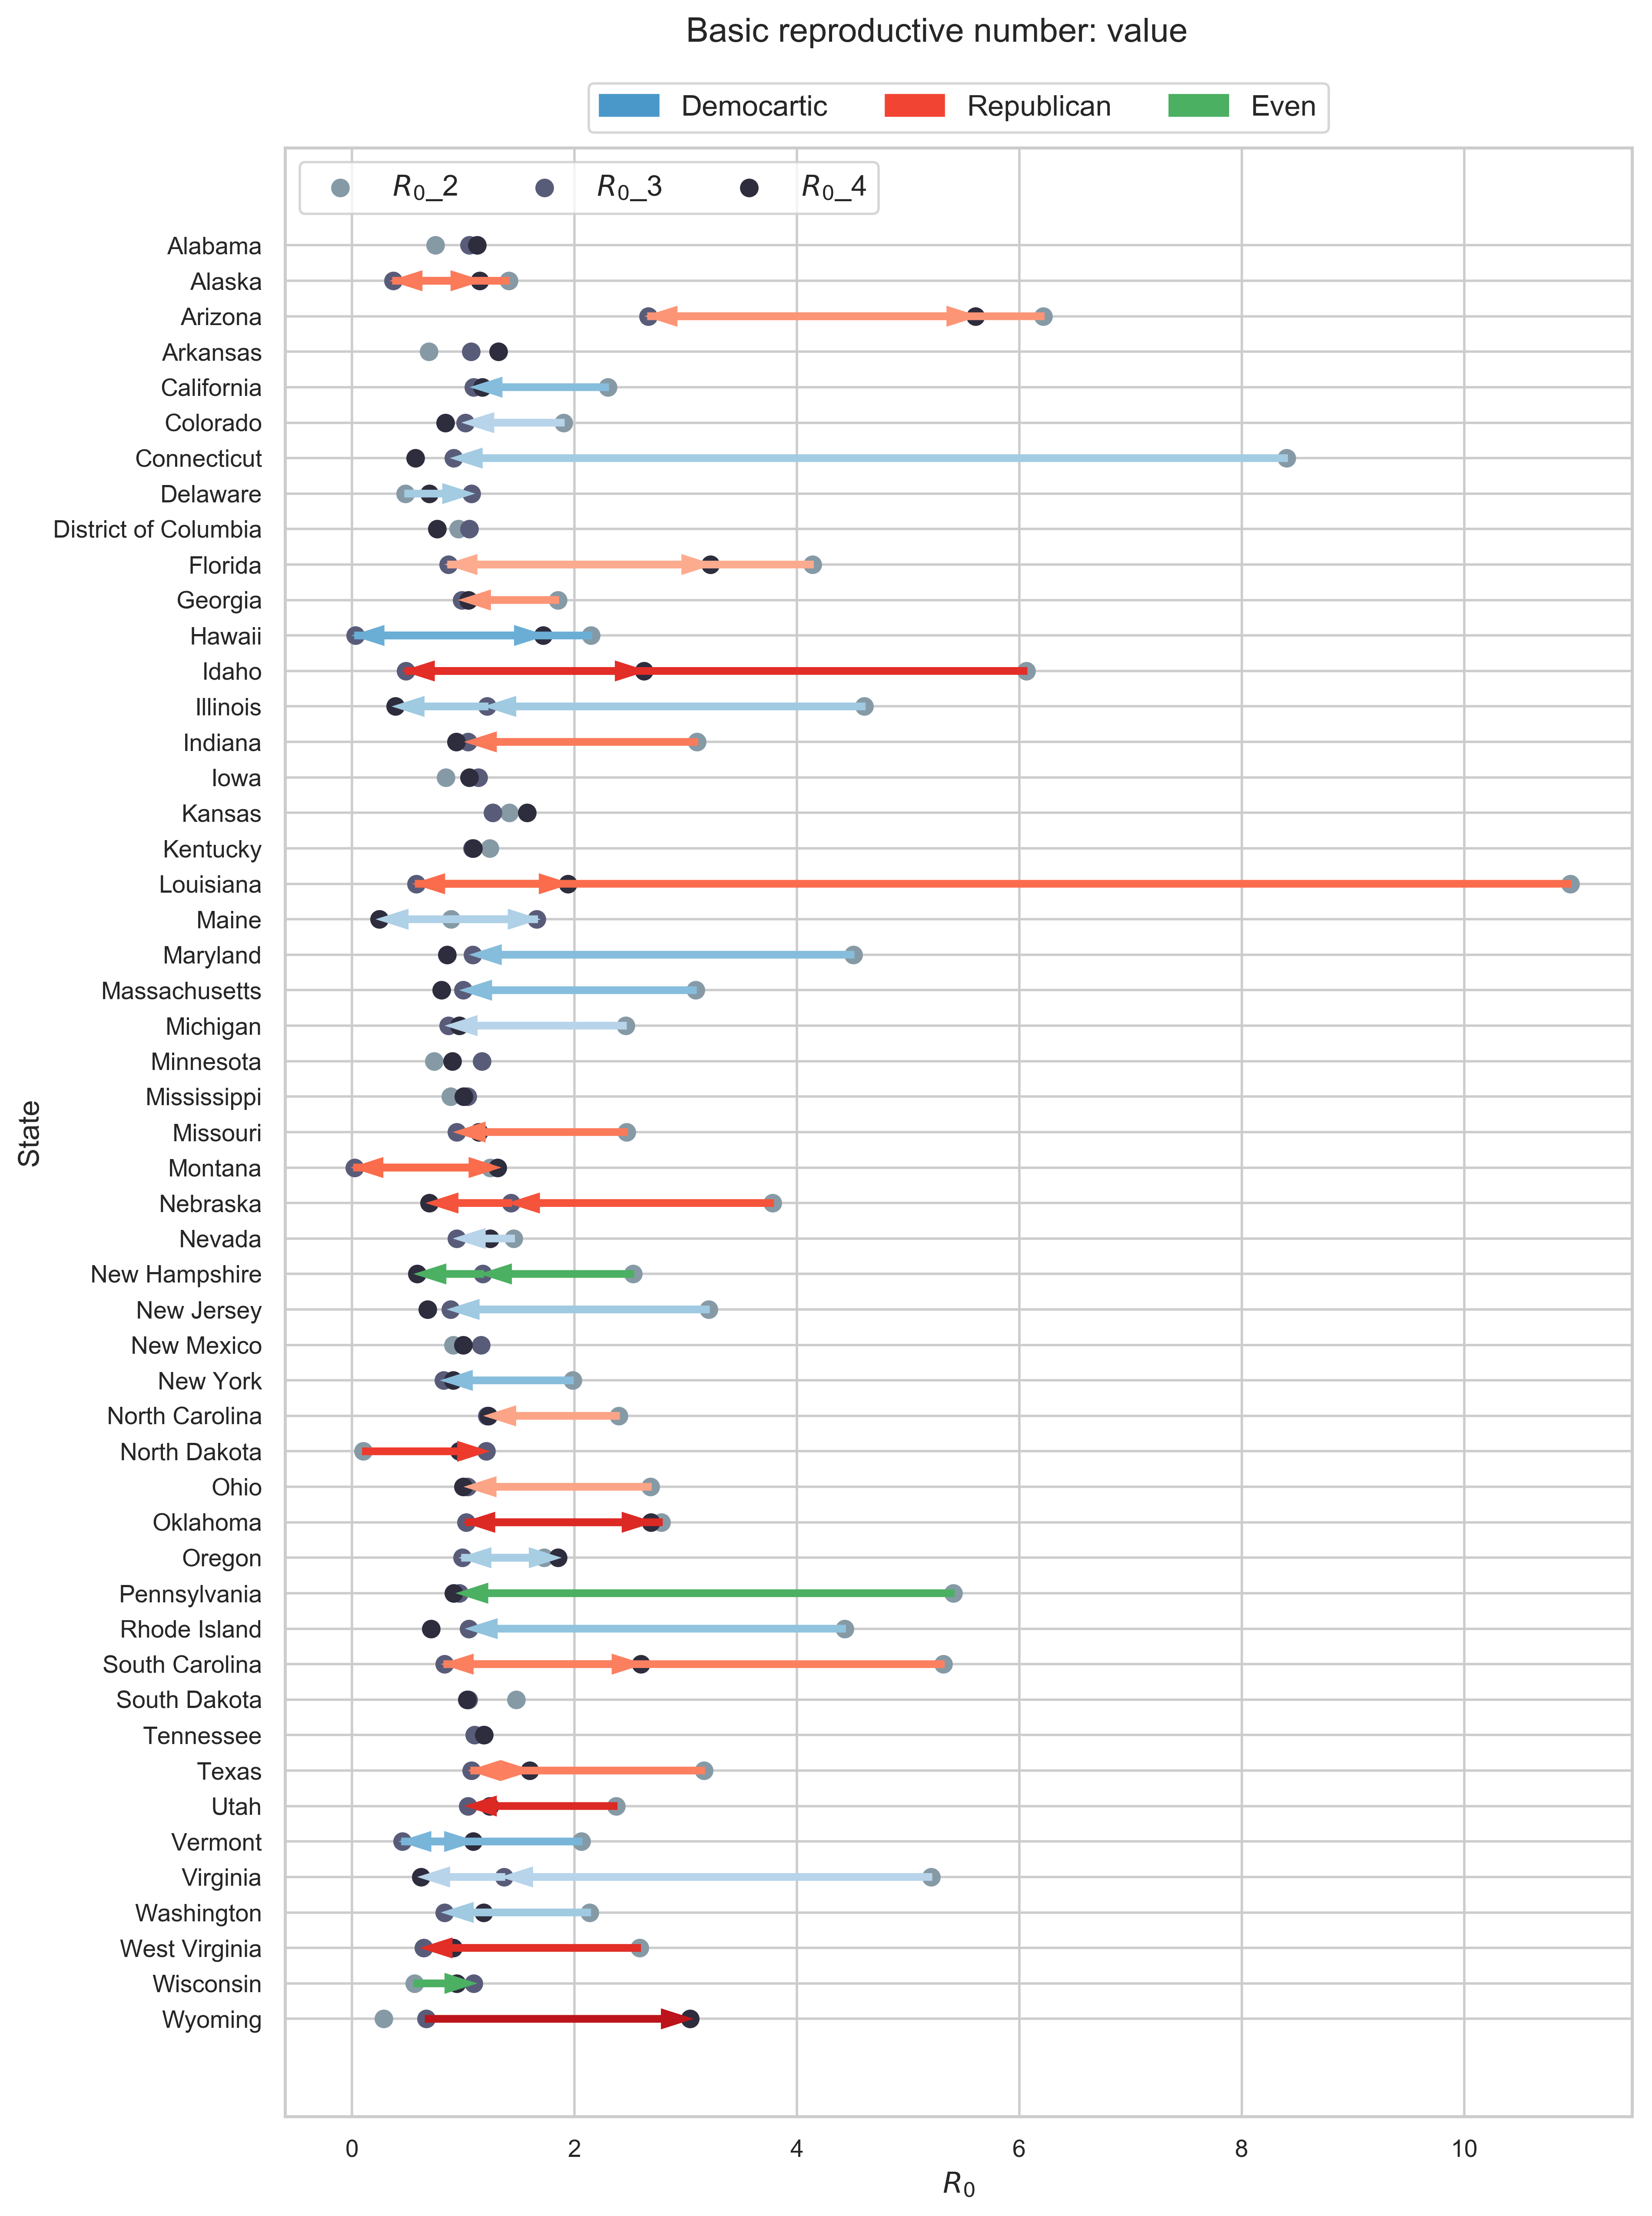 Basic reproductive number: value
Democartic Republican Even
R0_2 R0_3 R0_4
Alabama
Alaska
Arizona
Arkansas
California
Colorado
Connecticut
Delaware
District of Columbia
Florida
Georgia
Hawaii
Idaho
Illinois
Indiana
Iowa
Kansas
Kentucky
Louisiana
Maine
Maryland
Massachusetts
Michigan
Minnesota
Mississippi
Missouri
Montana
Nebraska
Nevada
New Hampshire
New Jersey
New Mexico
New York
North Carolina
North Dakota
Ohio
Oklahoma
Oregon
Pennsylvania
Rhode Island
South Carolina
South Dakota
Tennessee
Texas
Utah
Vermont
Virginia
Washington
West Virginia
Wisconsin
Wyoming
State
0 2 4 6 8 10
R0